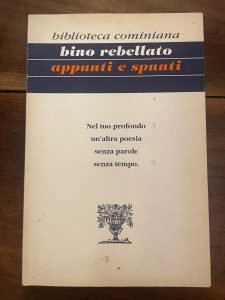 biblioteca cominiana
bino rebellato
appunti e spunti
Nel tuo profondo
un'altra poesia
senza parole
senza tempo.